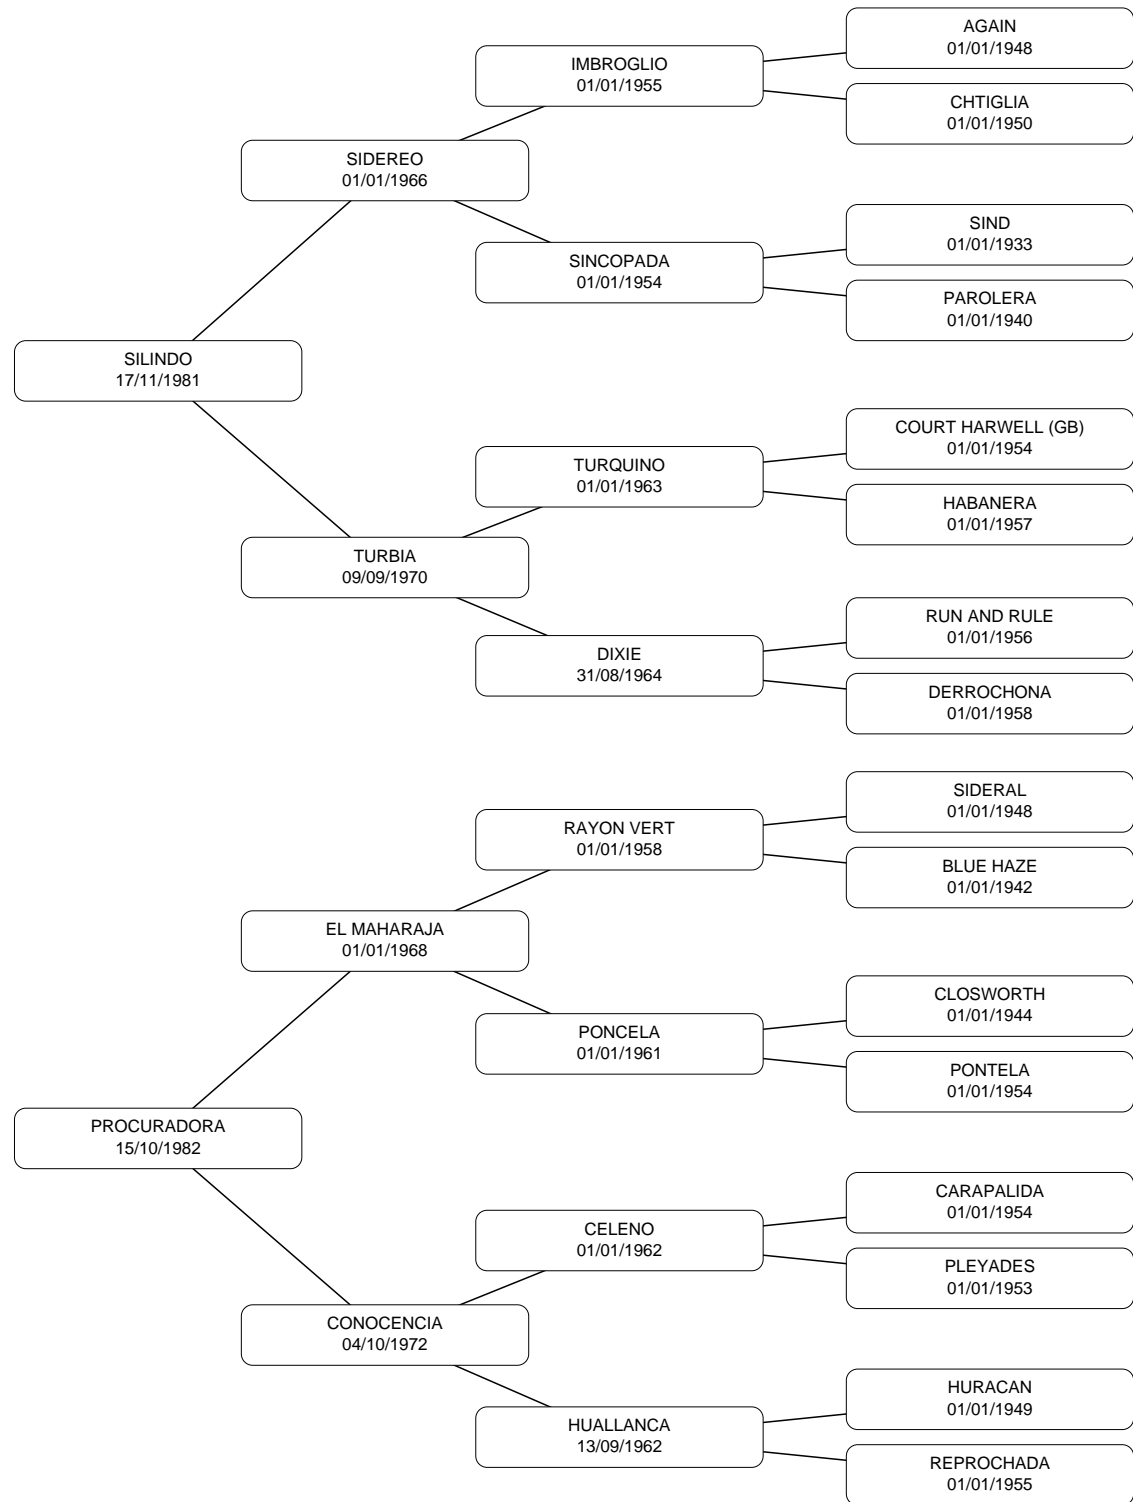 AGAIN
01/01/1948
IMBROGLIO
01/01/1955
CHTIGLIA
01/01/1950
SIDEREO
01/01/1966
SIND
01/01/1933
SINCOPADA
01/01/1954
PAROLERA
01/01/1940
SILINDO
17/11/1981
COURT HARWELL (GB)
01/01/1954
TURQUINO
01/01/1963
HABANERA
01/01/1957
TURBIA
09/09/1970
RUN AND RULE
01/01/1956
DIXIE
31/08/1964
DERROCHONA
01/01/1958
SIDERAL
01/01/1948
RAYON VERT
01/01/1958
BLUE HAZE
01/01/1942
EL MAHARAJA
01/01/1968
CLOSWORTH
01/01/1944
PONCELA
01/01/1961
PONTELA
01/01/1954
PROCURADORA
15/10/1982
CARAPALIDA
01/01/1954
CELENO
01/01/1962
PLEYADES
01/01/1953
CONOCENCIA
04/10/1972
HURACAN
01/01/1949
HUALLANCA
13/09/1962
REPROCHADA
01/01/1955